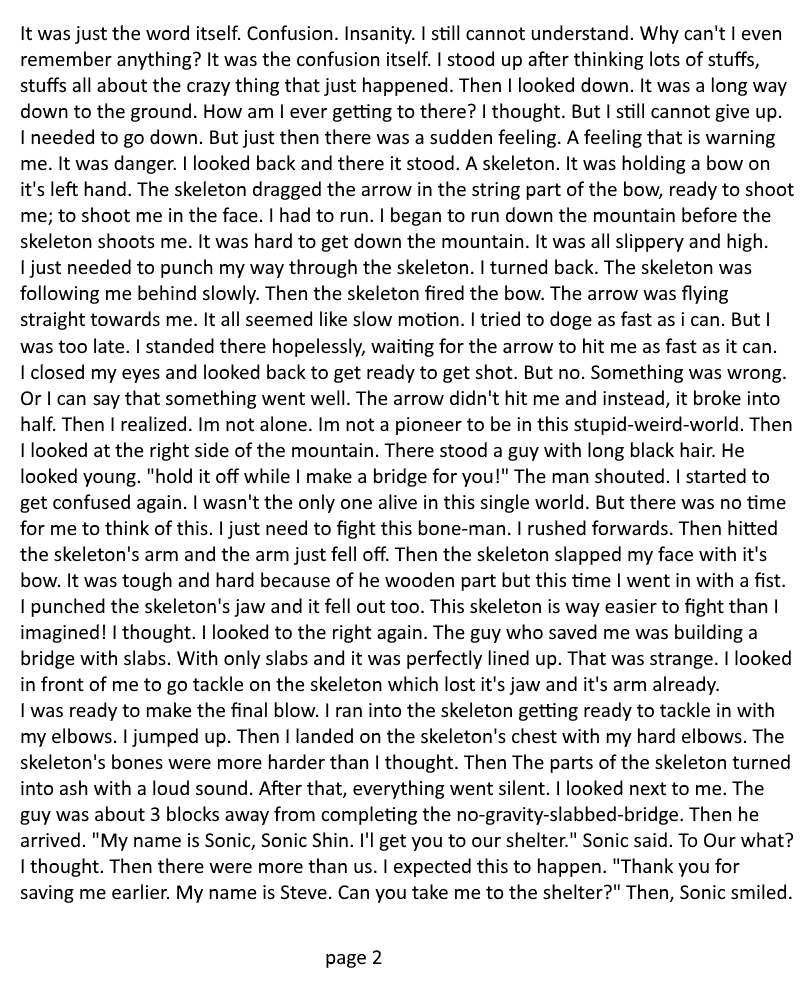 It was just the word itself. Confusion. Insanity. I still cannot understand. Why can't I even
remember anything? It was the confusion itself. I stood up after thinking lots of stuffs,
stuffs all about the crazy thing that just happened. Then I looked down. It was a long way
down to the ground. How am I ever getting to there? I thought. But I still cannot give up.
I needed to go down. But just then there was a sudden feeling. A feeling that is warning
me. It was danger. I looked back and there it stood. A skeleton. It was holding a bow on
it's left hand. The skeleton dragged the arrow in the string part of the bow, ready to shoot
me; to shoot me in the face. I had to run. I began to run down the mountain before the
skeleton shoots me. It was hard to get down the mountain. It was all slippery and high.
I just needed to punch my way through the skeleton. I turned back. The skeleton was
following me behind slowly. Then the skeleton fired the bow. The arrow was flying
straight towards me. It all seemed like slow motion. I tried to doge as fast as i can. But I
was too late. I standed there hopelessly, waiting for the arrow to hit me as fast as it can.
I closed my eyes and looked back to get ready to get shot. But no. Something was wrong.
Or I can say that something went well. The arrow didn't hit me and instead, it broke into
half. Then I realized. Im not alone. Im not a pioneer to be in this stupid-weird-world. Then
I looked at the right side of the mountain. There stood a guy with long black hair. He
looked young. "hold it off while I make a bridge for you!" The man shouted. I started to
get confused again. I wasn't the only one alive in this single world. But there was no time
for me to think of this. I just need to fight this bone-man. I rushed forwards. Then hitted
the skeleton's arm and the arm just fell off. Then the skeleton slapped my face with it's
bow. It was tough and hard because of he wooden part but this time I went in with a fist.
I punched the skeleton's jaw and it fell out too. This skeleton is way easier to fight than I
imagined! I thought. I looked to the right again. The guy who saved me was building a
bridge with slabs. With only slabs and it was perfectly lined up. That was strange. I looked
in front of me to go tackle on the skeleton which lost it's jaw and it's arm already.
I was ready to make the final blow. I ran into the skeleton getting ready to tackle in with
my elbows. I jumped up. Then I landed on the skeleton's chest with my hard elbows. The
skeleton's bones were more harder than I thought. Then The parts of the skeleton turned
into ash with a loud sound. After that, everything went silent. I looked next to me. The
guy was about 3 blocks away from completing the no-gravity-slabbed-bridge. Then he
arrived. "My name is Sonic, Sonic Shin. I'l get you to our shelter." Sonic said. To Our what?
I thought. Then there were more than us. I expected this to happen. "Thank you for
saving me earlier. My name is Steve. Can you take me to the shelter?" Then, Sonic smiled.
page 2